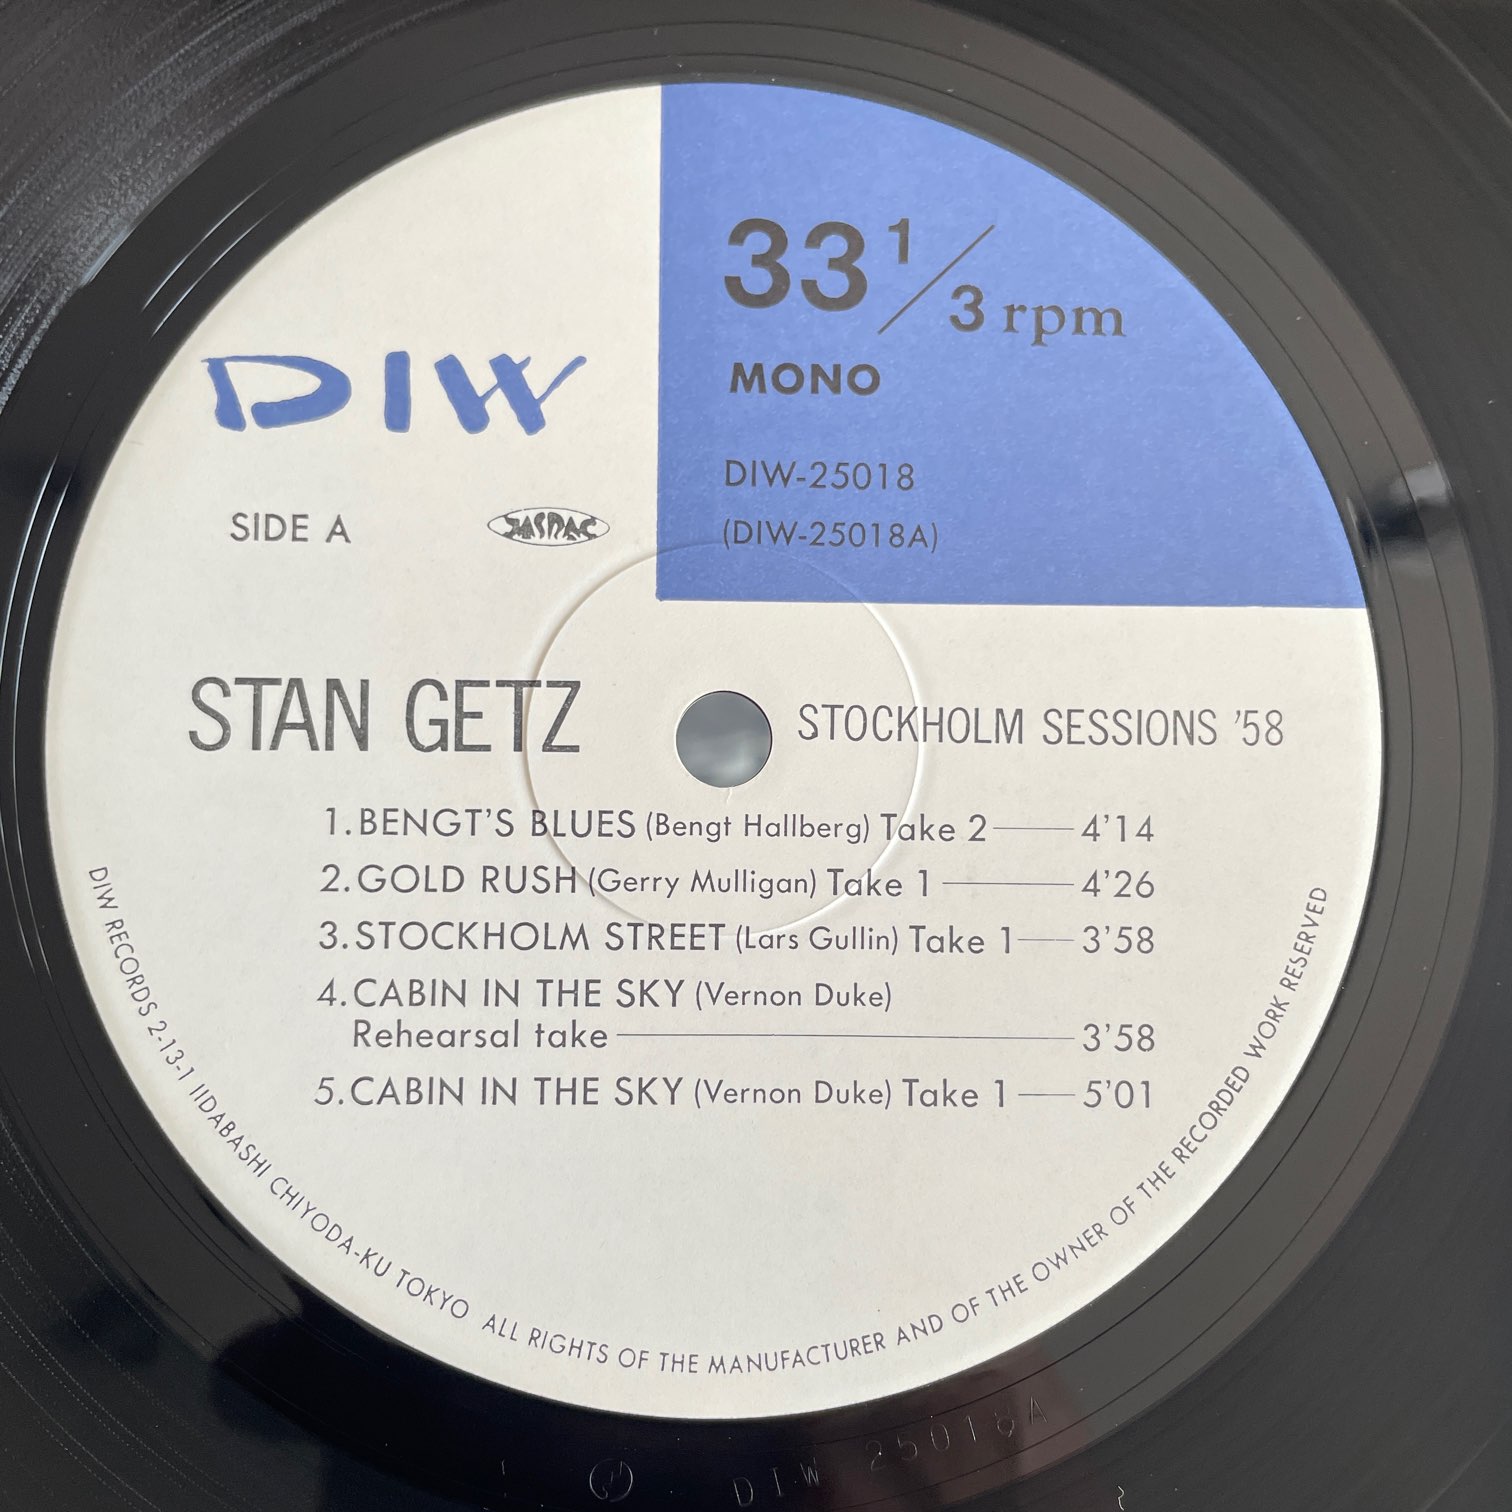 33 1/3 rpm
MONO
DIW
DIW-25018
SIDE A
JASRAC
(DIW-25018A)
STAN GETZ
STOCKHOLM SESSIONS '58
1. BENGT'S BLUES (Bengt Hallberg) Take 2 4'14
2. GOLD RUSH (Gerry Mulligan) Take 1 4'26
3. STOCKHOLM STREET (Lars Gullin) Take 1 3'58
4. CABIN IN THE SKY (Vernon Duke)
Rehearsal take 3'58
5. CABIN IN THE SKY (Vernon Duke) Take 1 5'01
DIW RECORDS 2-13-1 IIDABASHI CHIYODA-KU TOKYO ALL RIGHTS OF THE MANUFACTURER AND OF THE OWNER OF THE RECORDED WORK RESERVED
DIW 25018A